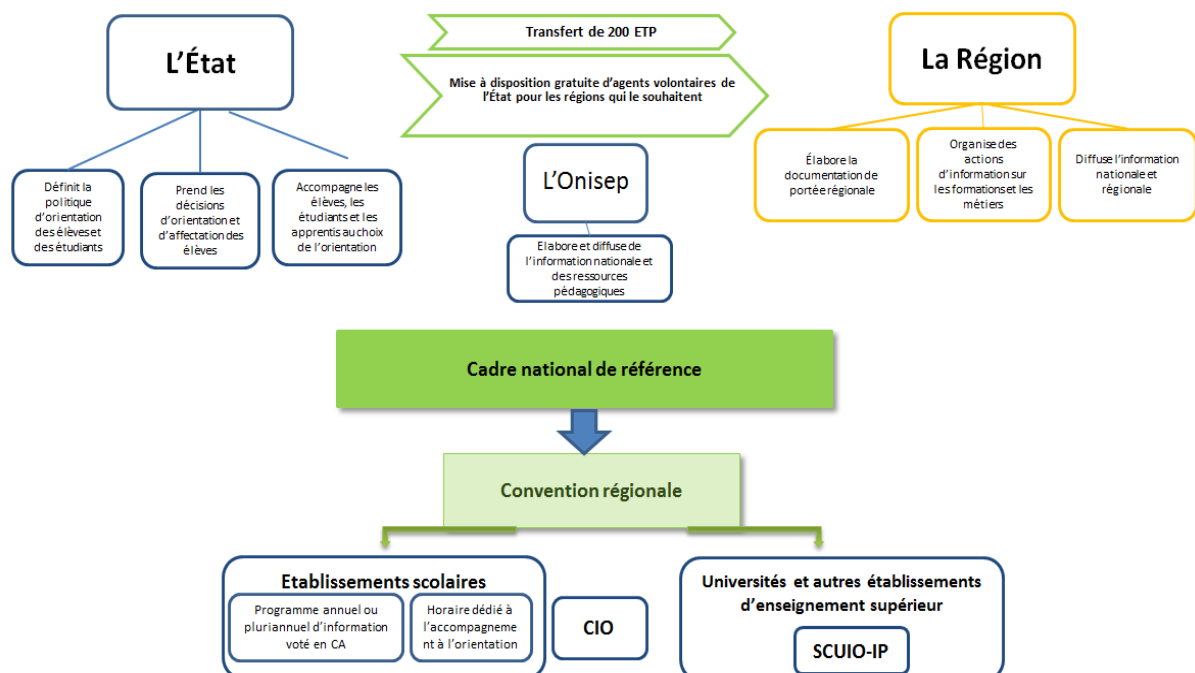 L'État
Transfert de 200 ETP
Mise à disposition gratuite d'agents volontaires de
l'État pour les régions qui le souhaitent
La Région
Définit la
politique
d'orientation
des élèves et
des étudiants
Prend les
décisions
d'orientation et
d'affectation des
élèves
Accompagne les
élèves, les
étudiants et les
apprentis au choix
de l'orientation
L'Onisep
Elabore et diffuse de
l'information nationale et
des ressources
pédagogiques
Élabore la
documentation de
portée régionale
Organise des
actions
d'information sur
les formations et les
métiers
Diffuse l'information
nationale et
régionale
Cadre national de référence
Convention régionale
Etablissements scolaires
Programme annuel ou
pluriannuel d'information
voté en CA
Horaire dédié à
l'accompagneme
nt à l'orientation
CIO
Universités et autres établissements
d'enseignement supérieur
SCUIO-IP